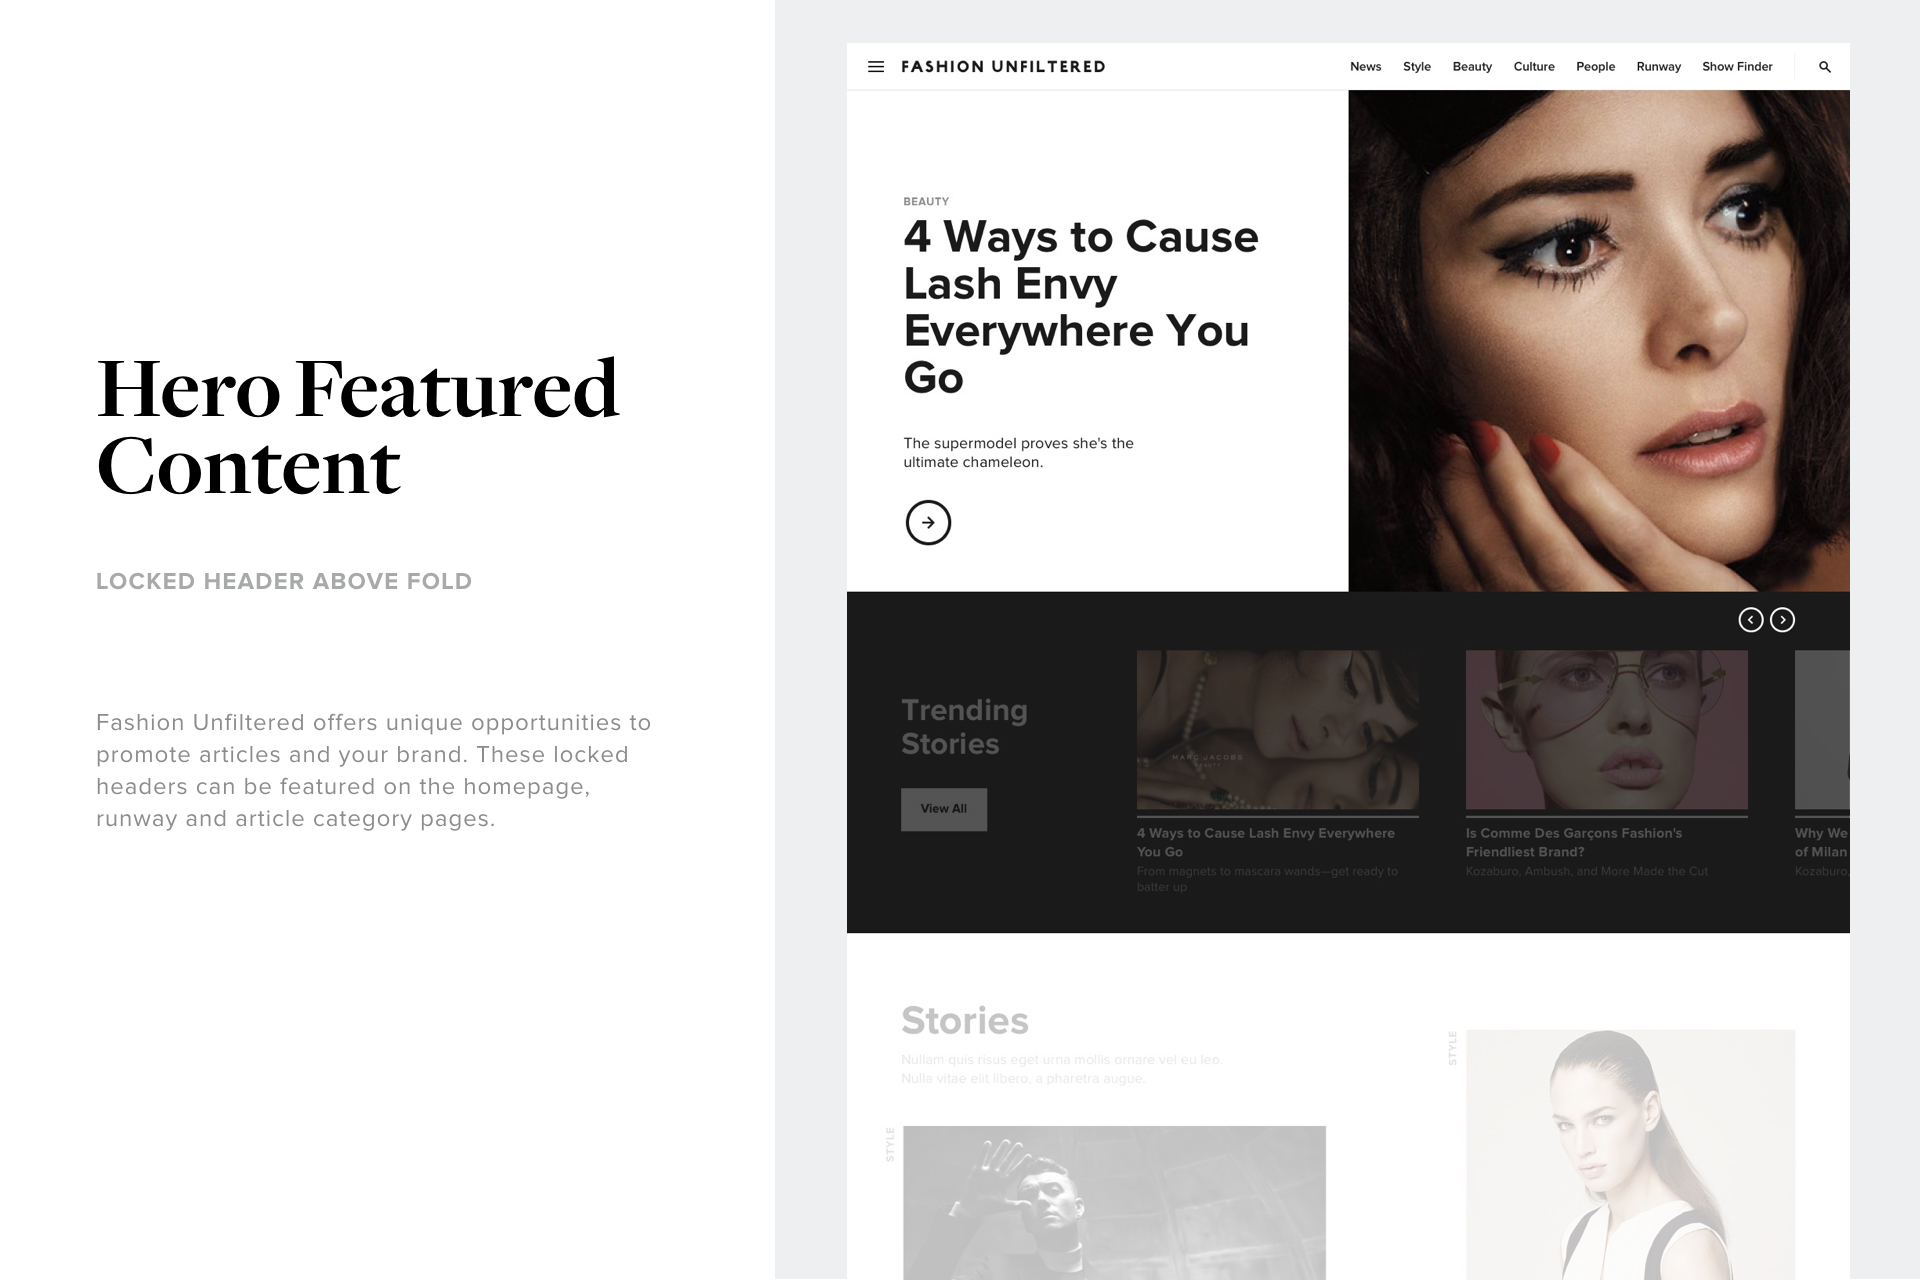 Hero Featured
Content
LOCKED HEADER ABOVE FOLD
Fashion Unfiltered offers unique opportunities to
promote articles and your brand. These locked
headers can be featured on the homepage,
runway and article category pages.
FASHION UNFILTERED
News Style Beauty Culture People Runway Show Finder
BEAUTY
4 Ways to Cause
Lash Envy
Everywhere You
Go
The supermodel proves she's the
ultimate chameleon.
Trending
Stories
View All
MARC JACOBS
BEAUTY
4 Ways to Cause Lash Envy Everywhere
You Go
From magnets to mascara wands—get ready to
batter up
Is Comme Des Garçons Fashion's
Friendliest Brand?
Kozaburo, Ambush, and More Made the Cut
Why We
of Milan
Kozaburo,
Stories
Nullam quis risus eget urna mollis ornare vel eu leo.
Nulla vitae elit libero, a pharetra augue.
STYLE
STYLE